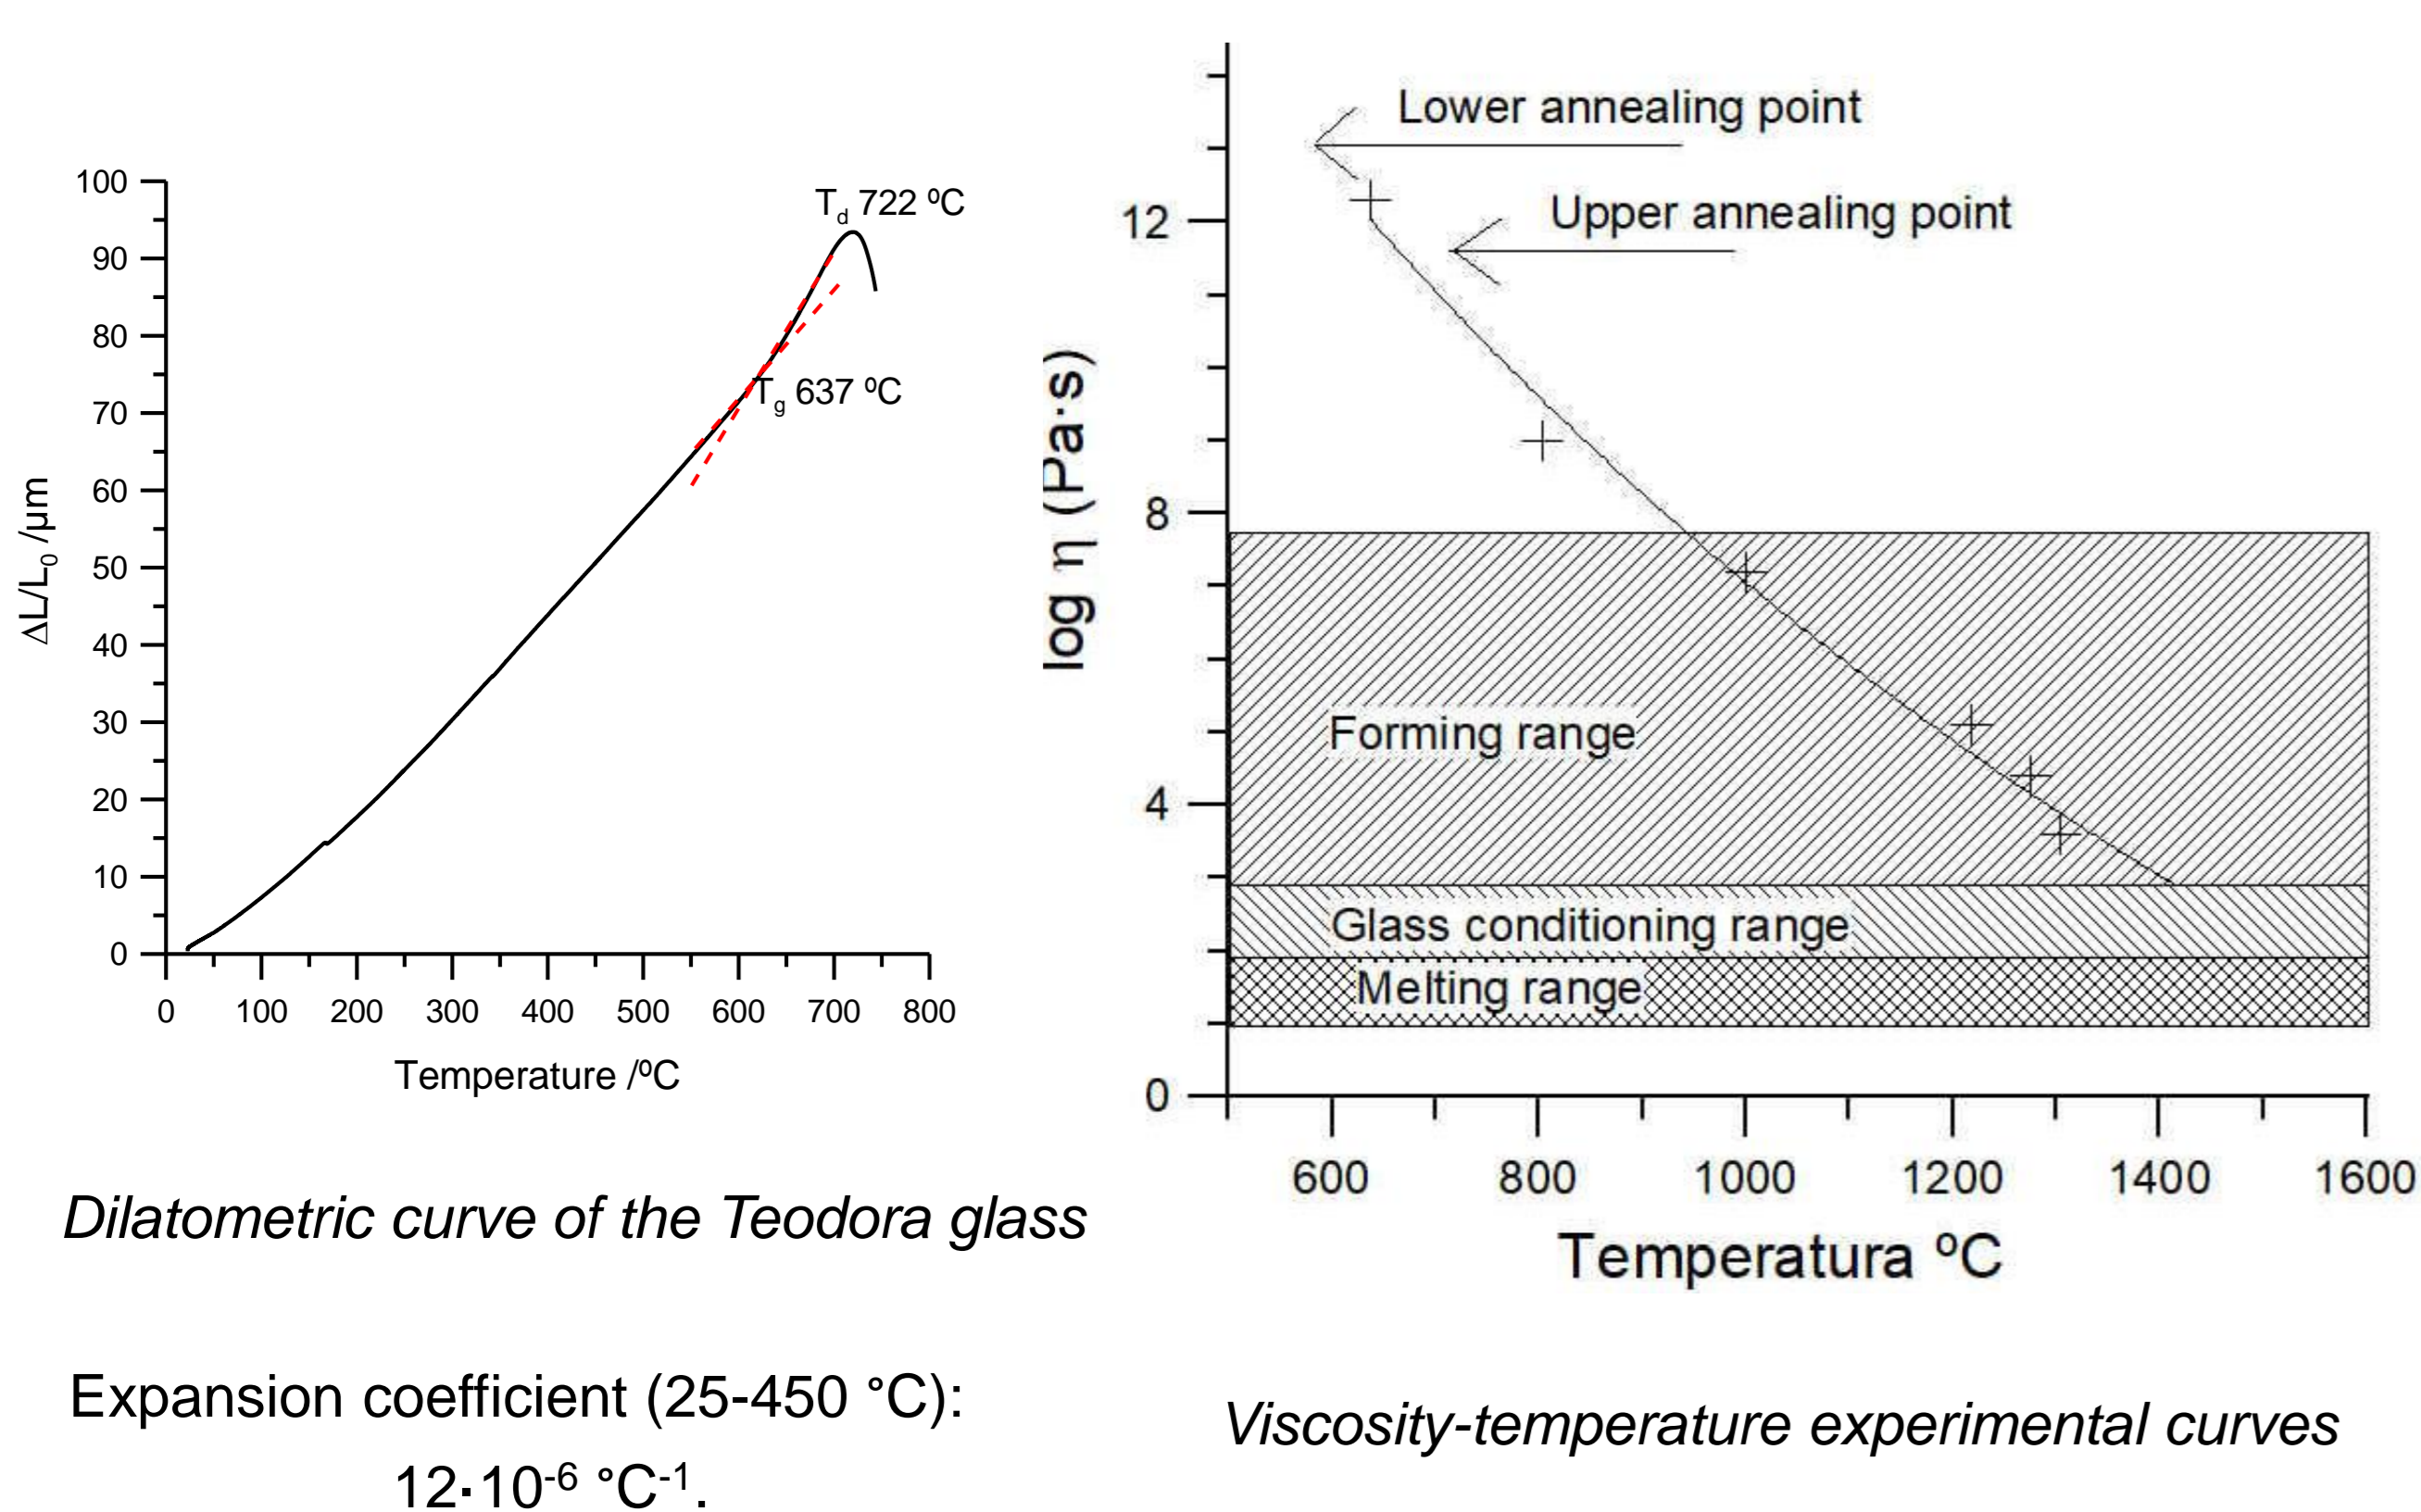 100
90
80
70
60
50
40
30
20
10
0
ΔL/L₀ /µm
T_d 722 ºC
T_g 637 ºC
0 100 200 300 400 500 600 700 800
Temperature /ºC
Dilatometric curve of the Teodora glass
Expansion coefficient (25-450 °C):
12·10⁻⁶ °C⁻¹.
Lower annealing point
Upper annealing point
12
8
4
0
log η (Pa·s)
Forming range
Glass conditioning range
Melting range
600 800 1000 1200 1400 1600
Temperatura ºC
Viscosity-temperature experimental curves